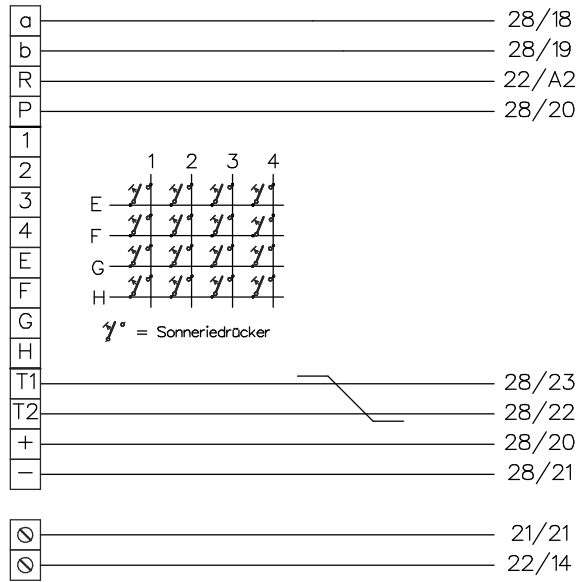 a 28/18
b 28/19
R 22/A2
P 28/20
1
2
3
4
E
F
G
H
1 2 3 4
E
F
G
H
= Sonneriedrücker
T1 28/23
T2 28/22
+ 28/20
− 28/21
21/21
22/14